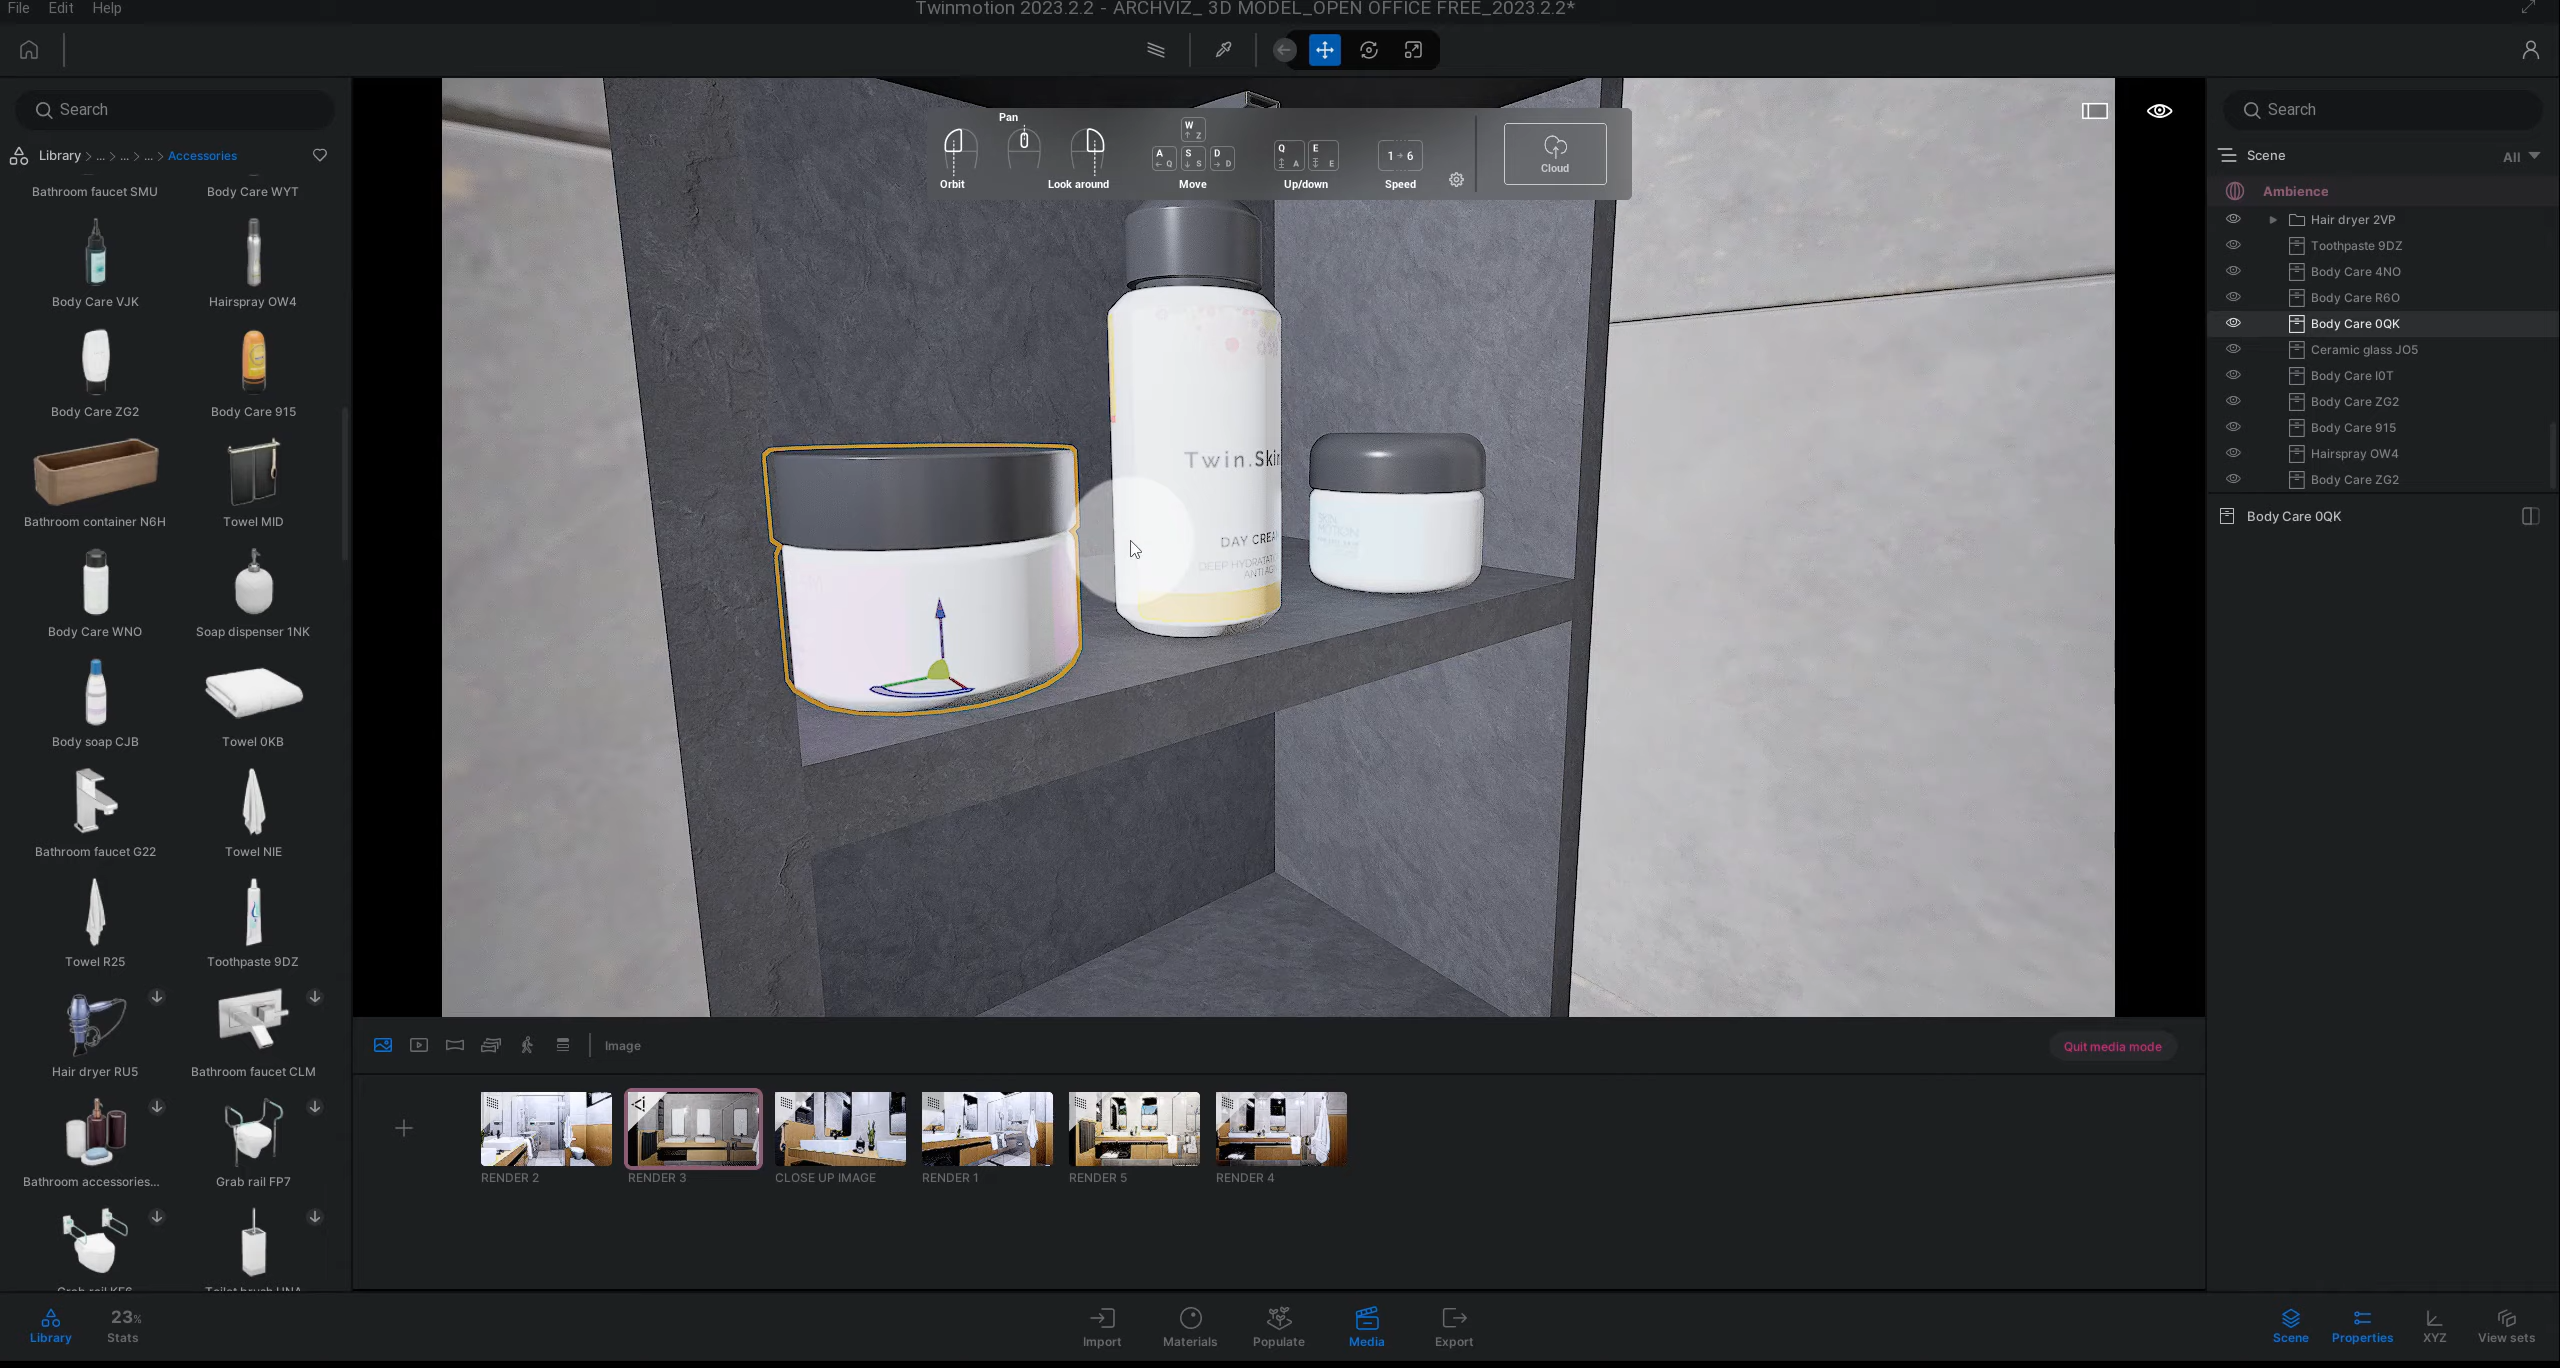 File Edit Help
Twinmotion 2023.2.2 - ARCHVIZ_ 3D MODEL_OPEN OFFICE FREE_2023.2.2*
Search
Library > ... > ... > ... > Accessories
Bathroom faucet SMU
Body Care WYT
Body Care VJK
Hairspray OW4
Body Care ZG2
Body Care 915
Bathroom container N6H
Towel MID
Body Care WNO
Soap dispenser 1NK
Body soap CJB
Towel 0KB
Bathroom faucet G22
Towel NIE
Towel R25
Toothpaste 9DZ
Hair dryer RU5
Bathroom faucet CLM
Bathroom accessories...
Grab rail FP7
Pan
Orbit
Look around
W
Z
A
Q
S
S
D
D
Move
Q
A
E
E
Up/down
1 6
Speed
Cloud
Twin.Skin
DAY CREA
DEEP HYDRATAT
ANTI AG
Image
Quit media mode
RENDER 2
RENDER 3
CLOSE UP IMAGE
RENDER 1
RENDER 5
RENDER 4
Search
Scene
All
Ambience
Hair dryer 2VP
Toothpaste 9DZ
Body Care 4NO
Body Care R6O
Body Care 0QK
Ceramic glass JO5
Body Care I0T
Body Care ZG2
Body Care 915
Hairspray OW4
Body Care ZG2
Body Care 0QK
Library
23%
Stats
Import
Materials
Populate
Media
Export
Scene
Properties
XYZ
View sets